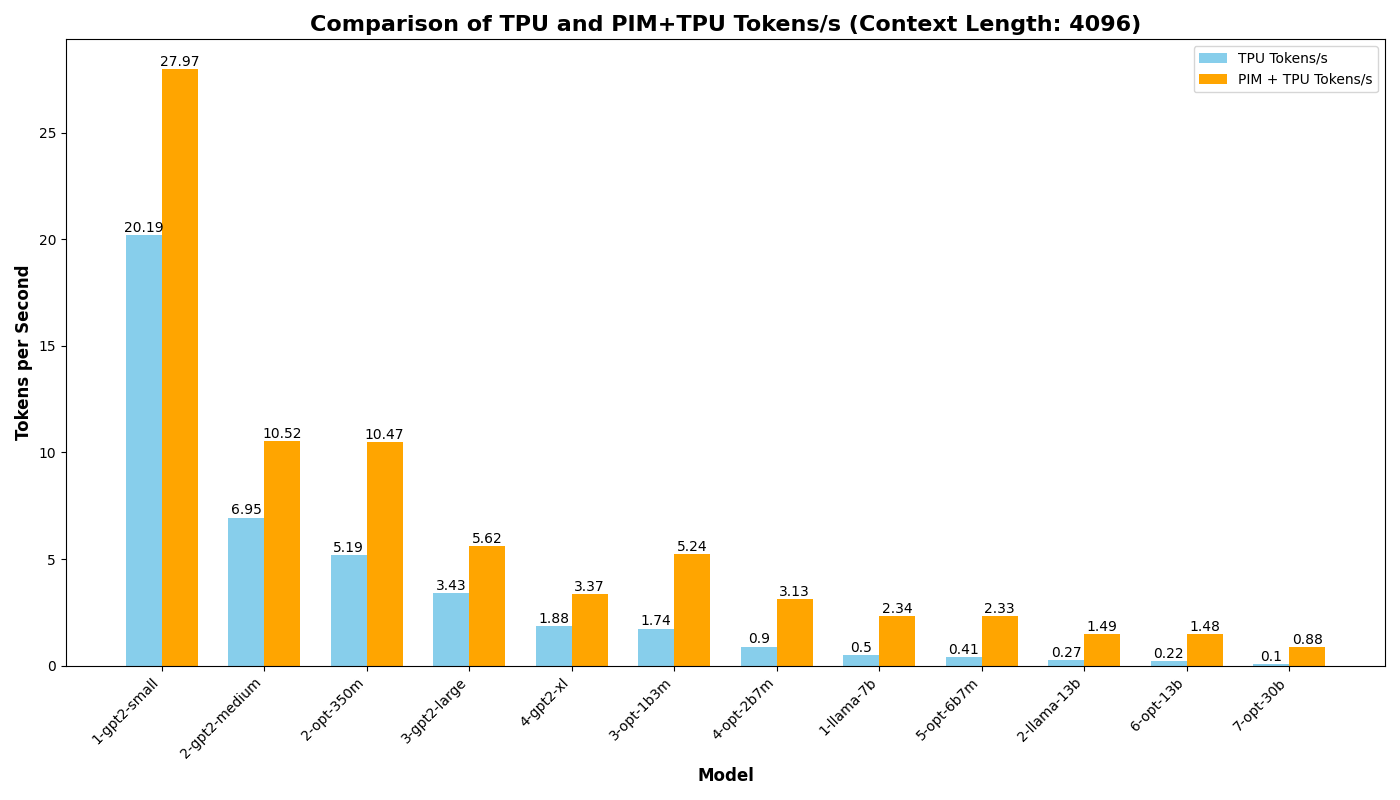 Comparison of TPU and PIM+TPU Tokens/s (Context Length: 4096)
TPU Tokens/s
PIM + TPU Tokens/s
Tokens per Second
25
20
15
10
5
0
20.19
27.97
6.95
10.52
5.19
10.47
3.43
5.62
1.88
3.37
1.74
5.24
0.9
3.13
0.5
2.34
0.41
2.33
0.27
1.49
0.22
1.48
0.1
0.88
1-gpt2-small
2-gpt2-medium
2-opt-350m
3-gpt2-large
4-gpt2-xl
3-opt-1b3m
4-opt-2b7m
1-llama-7b
5-opt-6b7m
2-llama-13b
6-opt-13b
7-opt-30b
Model